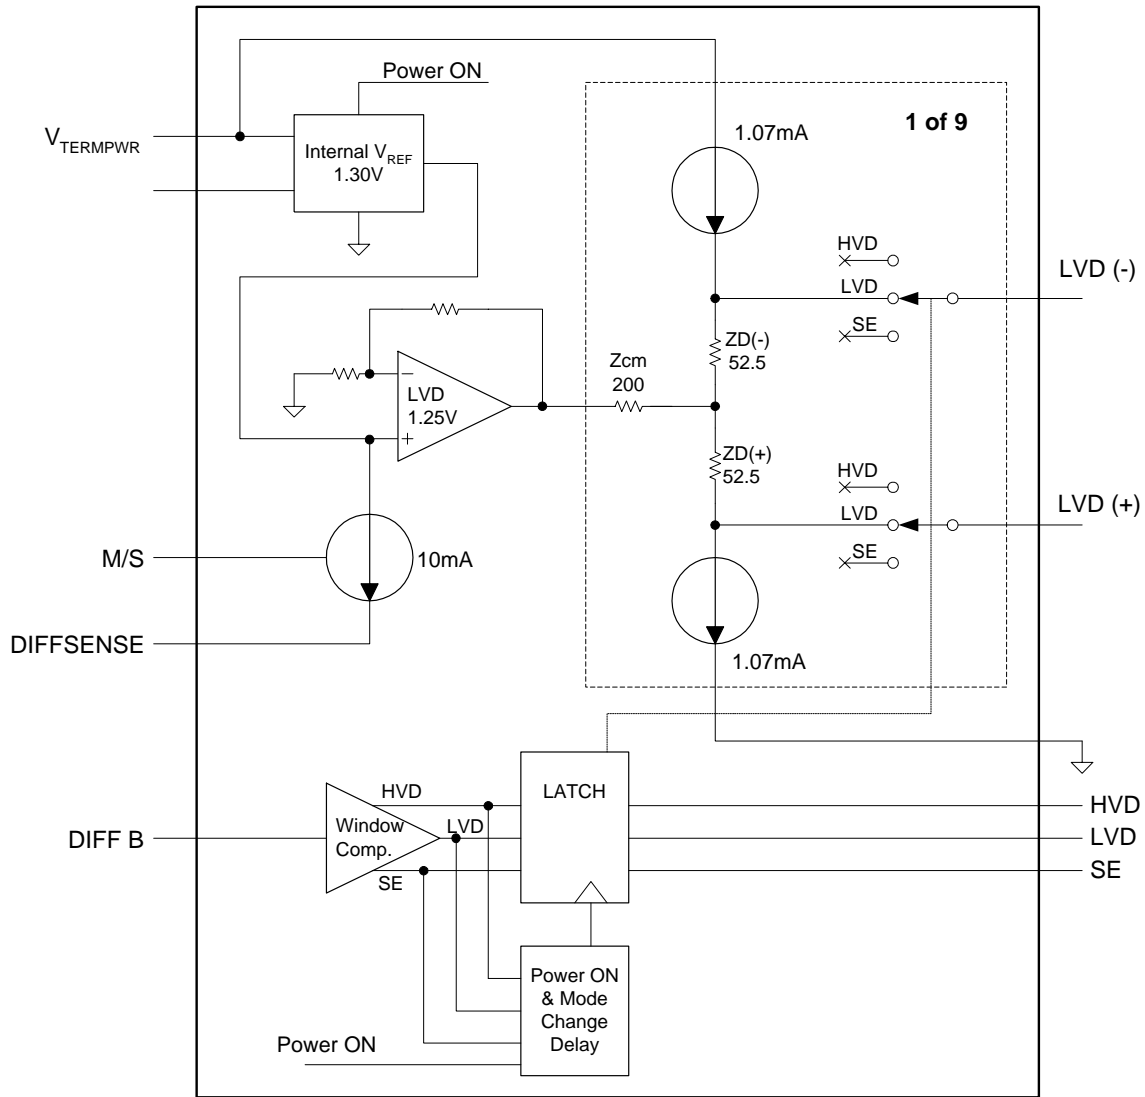 Power ON
1 of 9
1.07mA
VTERMPWR
Internal VREF
1.30V
HVD
LVD (-)
LVD
SE
ZD(-)
52.5
Zcm
200
−
LVD
1.25V
+
ZD(+)
52.5
HVD
LVD (+)
LVD
SE
M/S
10mA
DIFFSENSE
1.07mA
HVD
LATCH
HVD
DIFF B
Window
Comp.
LVD
LVD
SE
SE
Power ON
& Mode
Change
Delay
Power ON